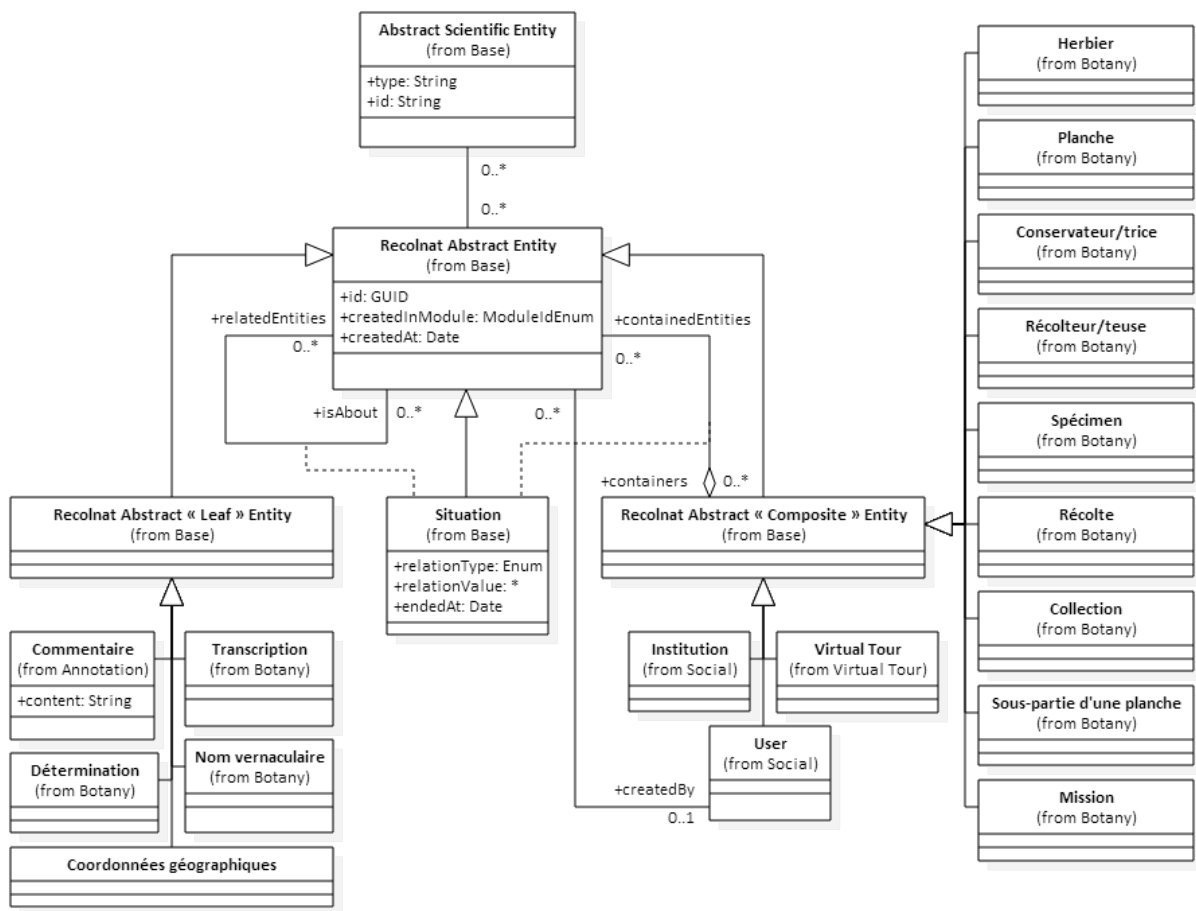 Abstract Scientific Entity
(from Base)
+type: String
+id: String
0..*
0..*
Recolnat Abstract Entity
(from Base)
+id: GUID
+createdInModule: ModuleIdEnum
+createdAt: Date
+relatedEntities
0..*
+containedEntities
0..*
+isAbout
0..*
0..*
+containers
0..*
Recolnat Abstract « Leaf » Entity
(from Base)
Situation
(from Base)
+relationType: Enum
+relationValue: *
+endedAt: Date
Recolnat Abstract « Composite » Entity
(from Base)
Commentaire
(from Annotation)
+content: String
Transcription
(from Botany)
Détermination
(from Botany)
Nom vernaculaire
(from Botany)
Coordonnées géographiques
Institution
(from Social)
Virtual Tour
(from Virtual Tour)
User
(from Social)
+createdBy
0..1
Herbier
(from Botany)
Planche
(from Botany)
Conservateur/trice
(from Botany)
Récolteur/teuse
(from Botany)
Spécimen
(from Botany)
Récolte
(from Botany)
Collection
(from Botany)
Sous-partie d'une planche
(from Botany)
Mission
(from Botany)